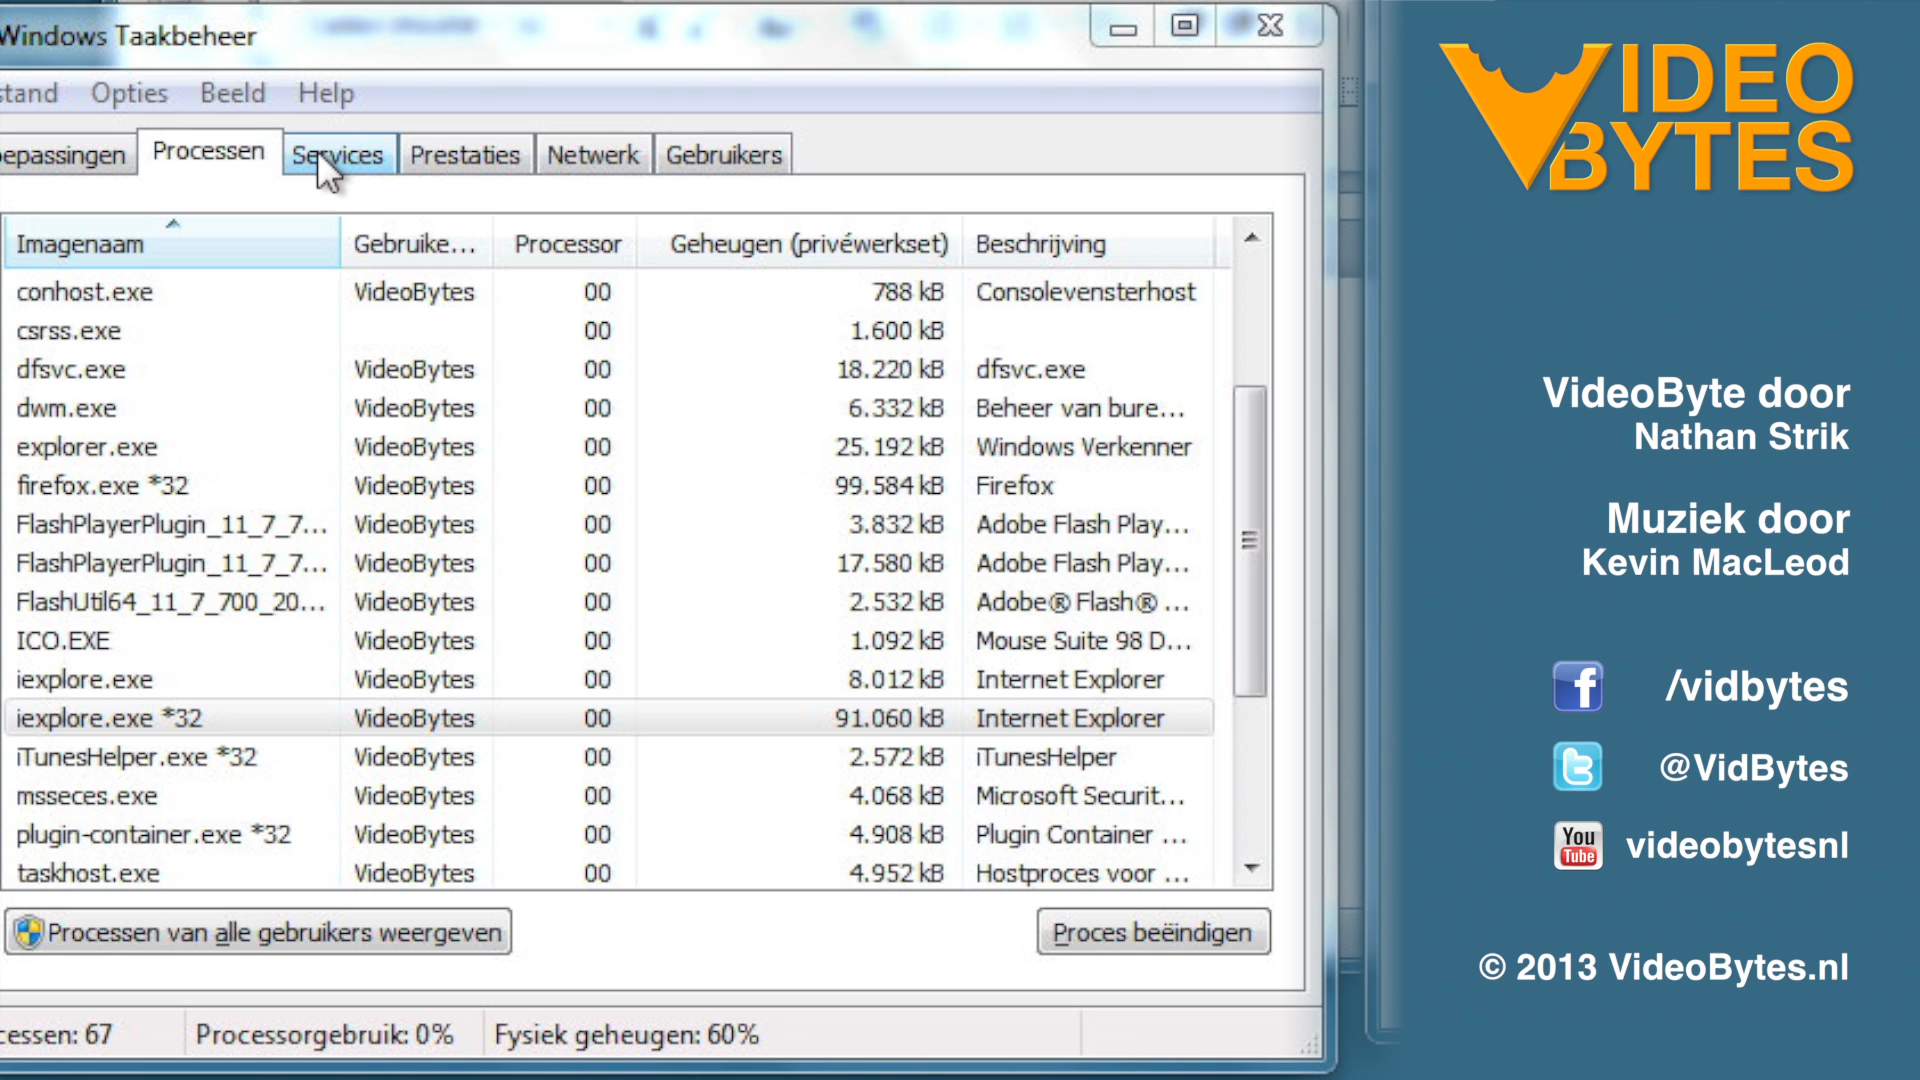 Windows Taakbeheer
stand Opties Beeld Help
oepassingen Processen Services Prestaties Netwerk Gebruikers
Imagenaam Gebruike... Processor Geheugen (privéwerkset) Beschrijving
conhost.exe VideoBytes 00 788 kB Consolevensterhost
csrss.exe 00 1.600 kB
dfsvc.exe VideoBytes 00 18.220 kB dfsvc.exe
dwm.exe VideoBytes 00 6.332 kB Beheer van bure...
explorer.exe VideoBytes 00 25.192 kB Windows Verkenner
firefox.exe *32 VideoBytes 00 99.584 kB Firefox
FlashPlayerPlugin_11_7_7... VideoBytes 00 3.832 kB Adobe Flash Play...
FlashPlayerPlugin_11_7_7... VideoBytes 00 17.580 kB Adobe Flash Play...
FlashUtil64_11_7_700_20... VideoBytes 00 2.532 kB Adobe® Flash® ...
ICO.EXE VideoBytes 00 1.092 kB Mouse Suite 98 D...
iexplore.exe VideoBytes 00 8.012 kB Internet Explorer
iexplore.exe *32 VideoBytes 00 91.060 kB Internet Explorer
iTunesHelper.exe *32 VideoBytes 00 2.572 kB iTunesHelper
msseces.exe VideoBytes 00 4.068 kB Microsoft Securit...
plugin-container.exe *32 VideoBytes 00 4.908 kB Plugin Container ...
taskhost.exe VideoBytes 00 4.952 kB Hostproces voor ...
Processen van alle gebruikers weergeven Proces beëindigen
cessen: 67 Processorgebruik: 0% Fysiek geheugen: 60%
VIDEO
BYTES
VideoByte door
Nathan Strik
Muziek door
Kevin MacLeod
f /vidbytes
@VidBytes
You
Tube videobytesnl
© 2013 VideoBytes.nl